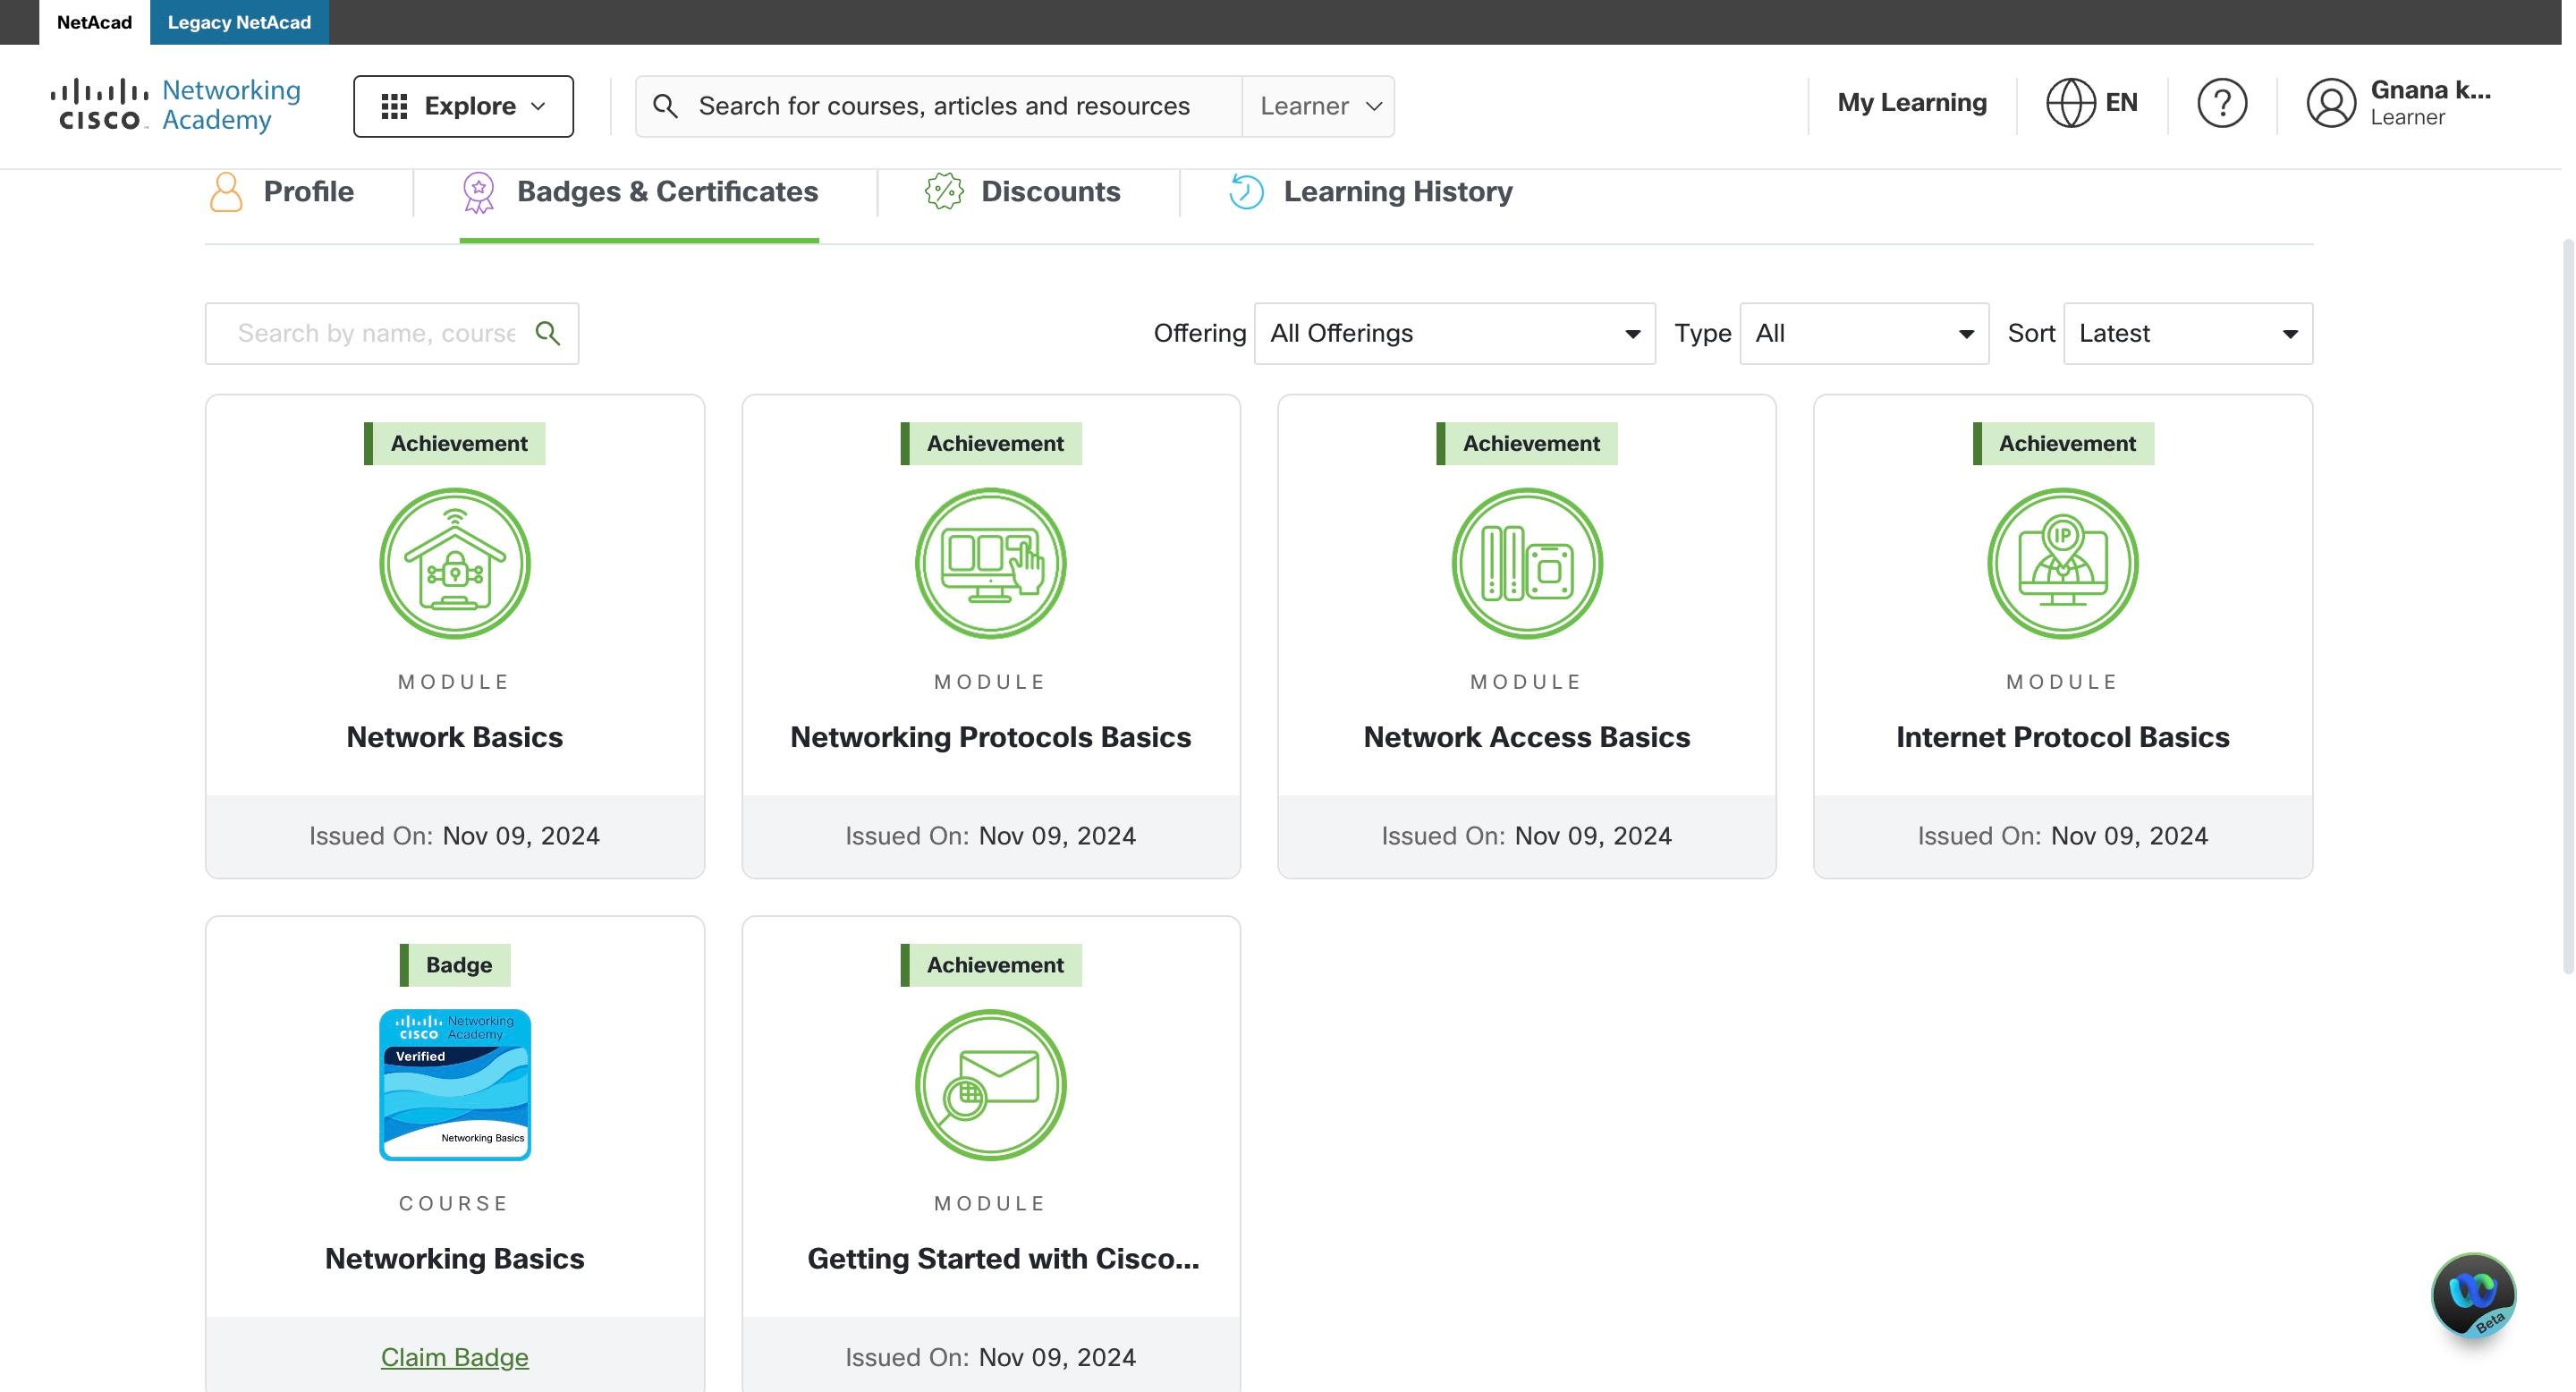 NetAcad
Legacy NetAcad
CISCO
Networking
Academy
Explore
Search for courses, articles and resources
Learner
My Learning
EN
?
Gnana k...
Learner
Profile
Badges & Certificates
Discounts
Learning History
Search by name, course
Offering
All Offerings
Type
All
Sort
Latest
Achievement
MODULE
Network Basics
Issued On: Nov 09, 2024
Achievement
MODULE
Networking Protocols Basics
Issued On: Nov 09, 2024
Achievement
MODULE
Network Access Basics
Issued On: Nov 09, 2024
Achievement
IP
MODULE
Internet Protocol Basics
Issued On: Nov 09, 2024
Badge
CISCO
Networking
Academy
Verified
Networking Basics
COURSE
Networking Basics
Claim Badge
Achievement
MODULE
Getting Started with Cisco...
Issued On: Nov 09, 2024
Beta